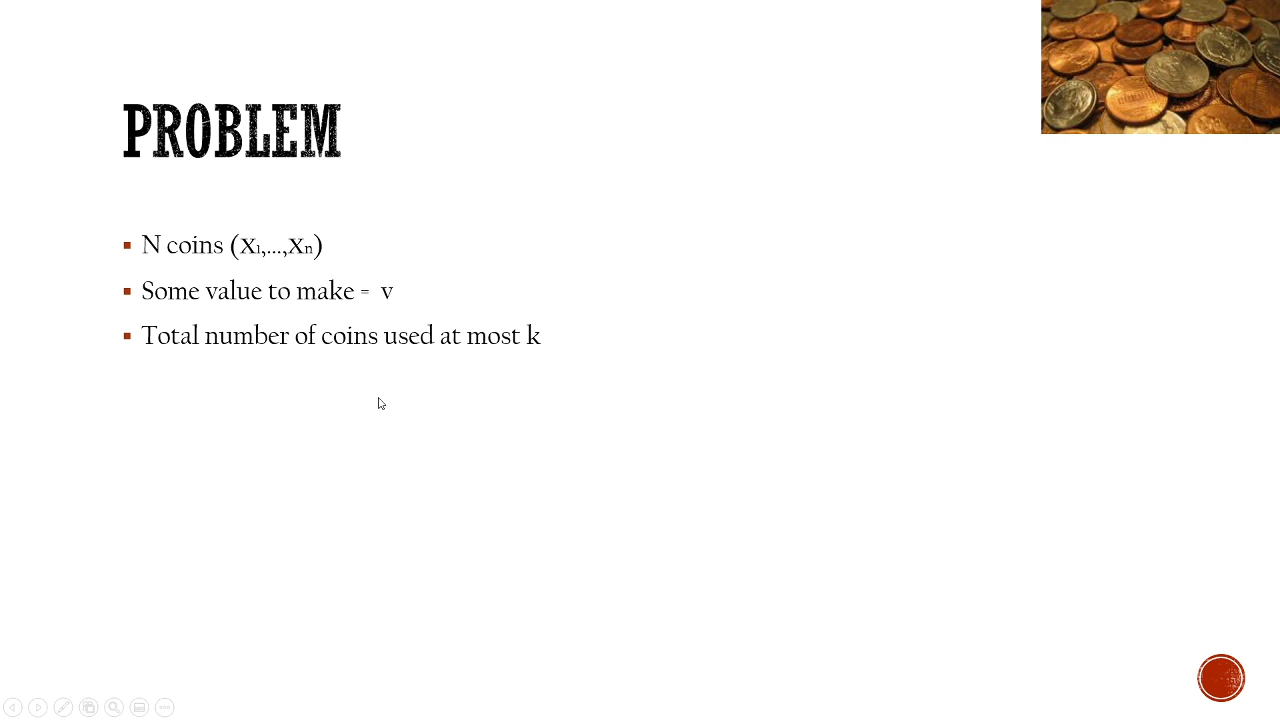 PROBLEM
N coins (x₁,...,xₙ)
Some value to make = v
Total number of coins used at most k